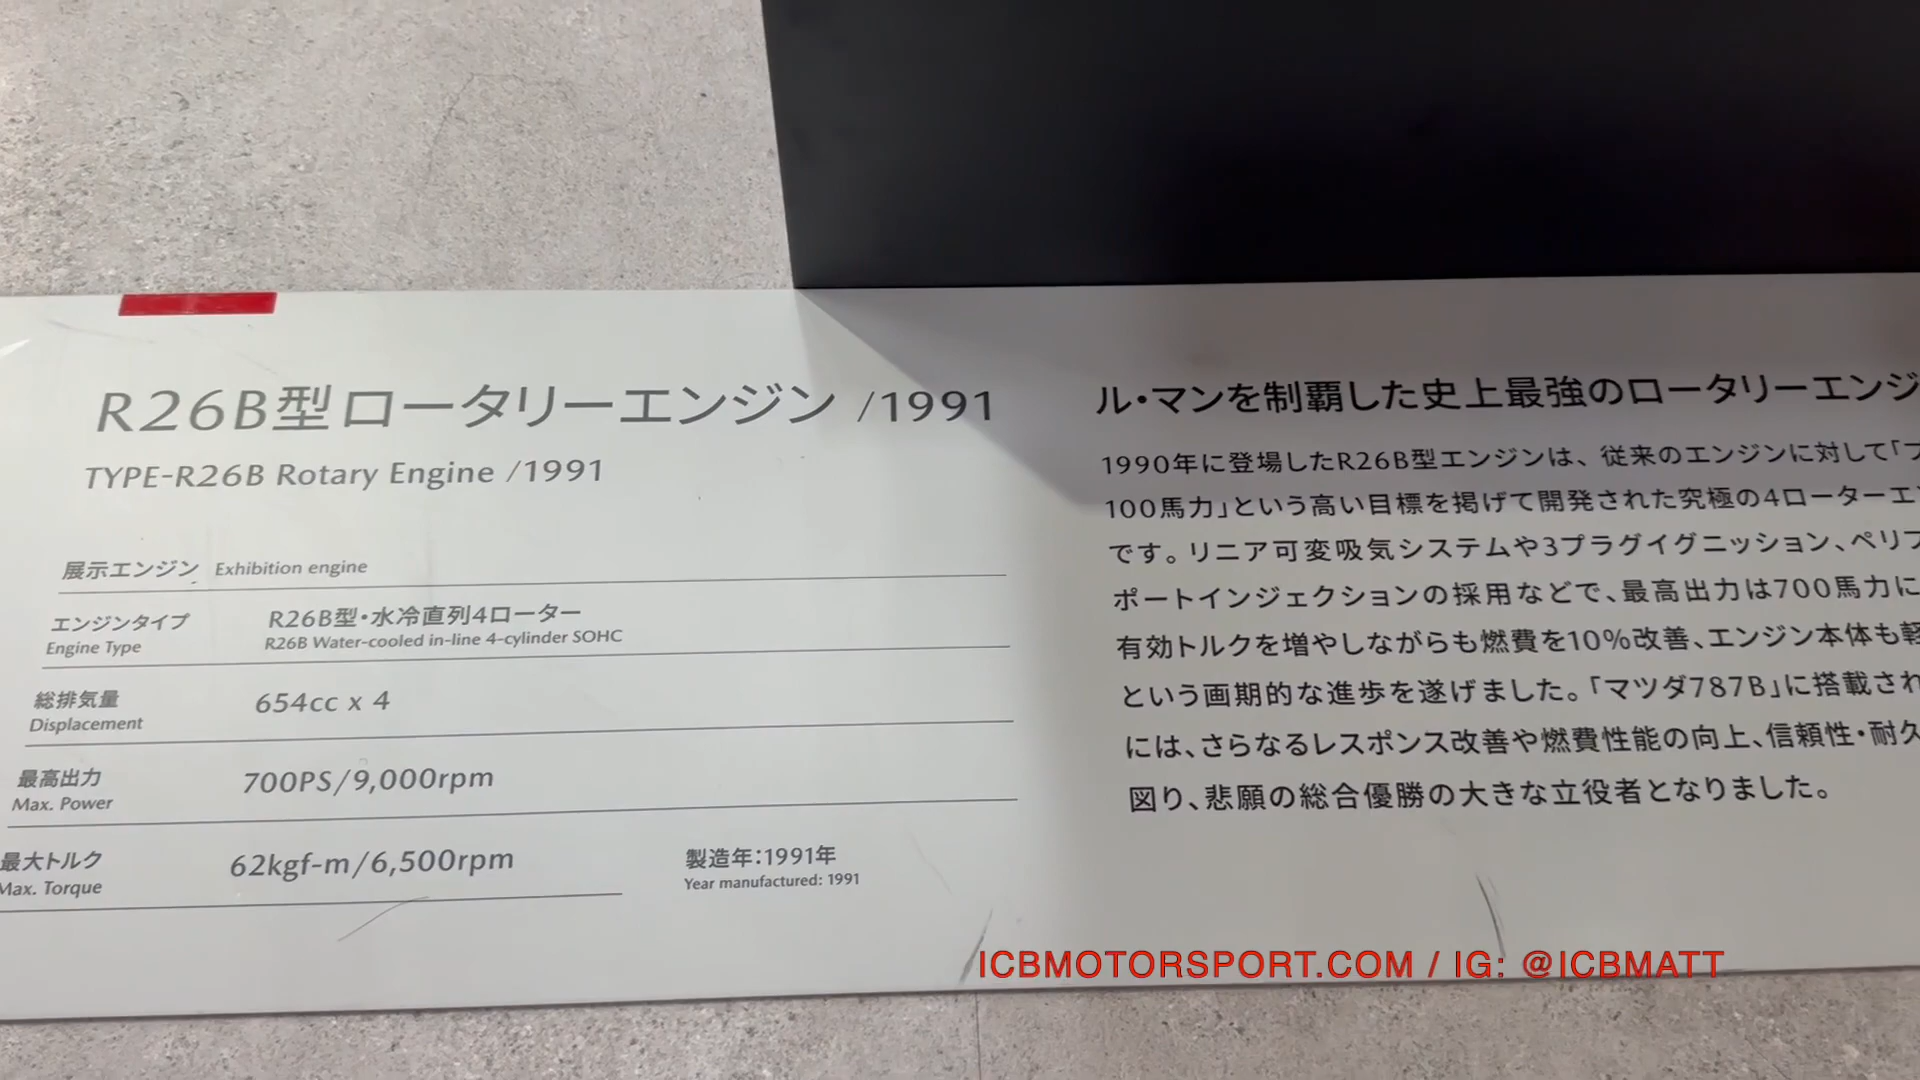 R26B型ロータリーエンジン /1991
TYPE-R26B Rotary Engine /1991
展示エンジン Exhibition engine
エンジンタイプ R26B型・水冷直列4ローター
Engine Type R26B Water-cooled in-line 4-cylinder SOHC
総排気量 654cc x 4
Displacement
最高出力 700PS/9,000rpm
Max. Power
最大トルク 62kgf-m/6,500rpm
Max. Torque
製造年:1991年
Year manufactured: 1991
ル・マンを制覇した史上最強のロータリーエンジ
1990年に登場したR26B型エンジンは、従来のエンジンに対して「フ
100馬力」という高い目標を掲げて開発された究極の4ローターエ
です。リニア可変吸気システムや3プラグイグニッション、ペリフ
ポートインジェクションの採用などで、最高出力は700馬力に
有効トルクを増やしながらも燃費を10%改善、エンジン本体も軽
という画期的な進歩を遂げました。「マツダ787B」に搭載され
には、さらなるレスポンス改善や燃費性能の向上、信頼性・耐久
図り、悲願の総合優勝の大きな立役者となりました。
ICBMOTORSPORT.COM / IG: @ICBMATT